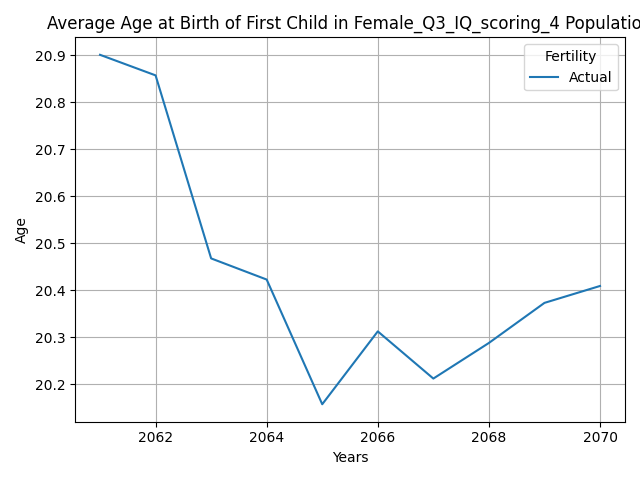 Average Age at Birth of First Child in Female_Q3_IQ_scoring_4 Populatio
Fertility
Actual
Age
20.9
20.8
20.7
20.6
20.5
20.4
20.3
20.2
2062 2064 2066 2068 2070
Years